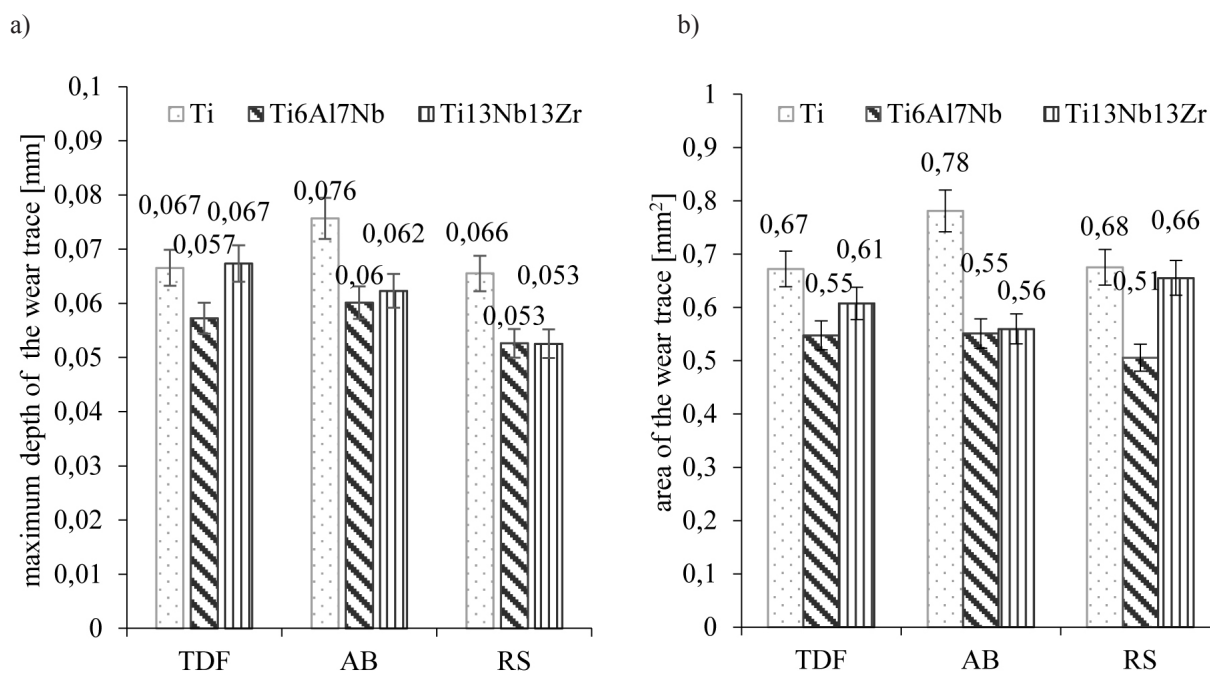 a)
maximum depth of the wear trace [mm]
0,1
0,09
0,08
0,07
0,06
0,05
0,04
0,03
0,02
0,01
0
Ti Ti6Al7Nb Ti13Nb13Zr
0,067 0,057 0,067
0,076 0,06 0,062
0,066 0,053 0,053
TDF AB RS
b)
area of the wear trace [mm²]
1
0,9
0,8
0,7
0,6
0,5
0,4
0,3
0,2
0,1
0
Ti Ti6Al7Nb Ti13Nb13Zr
0,67 0,55 0,61
0,78 0,55 0,56
0,68 0,51 0,66
TDF AB RS